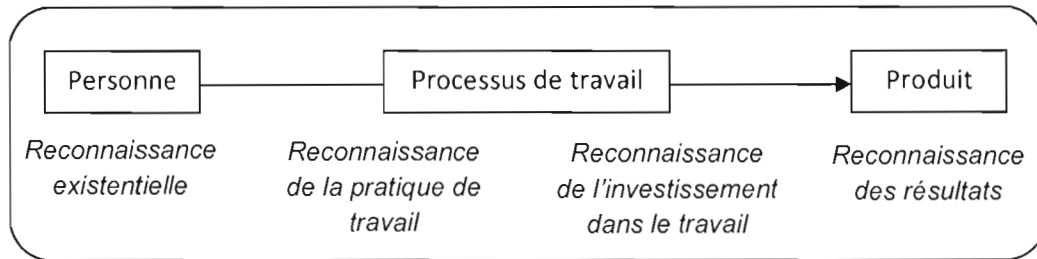 Personne
Processus de travail
Produit
Reconnaissance
existentielle
Reconnaissance
de la pratique de
travail
Reconnaissance
de l'investissement
dans le travail
Reconnaissance
des résultats